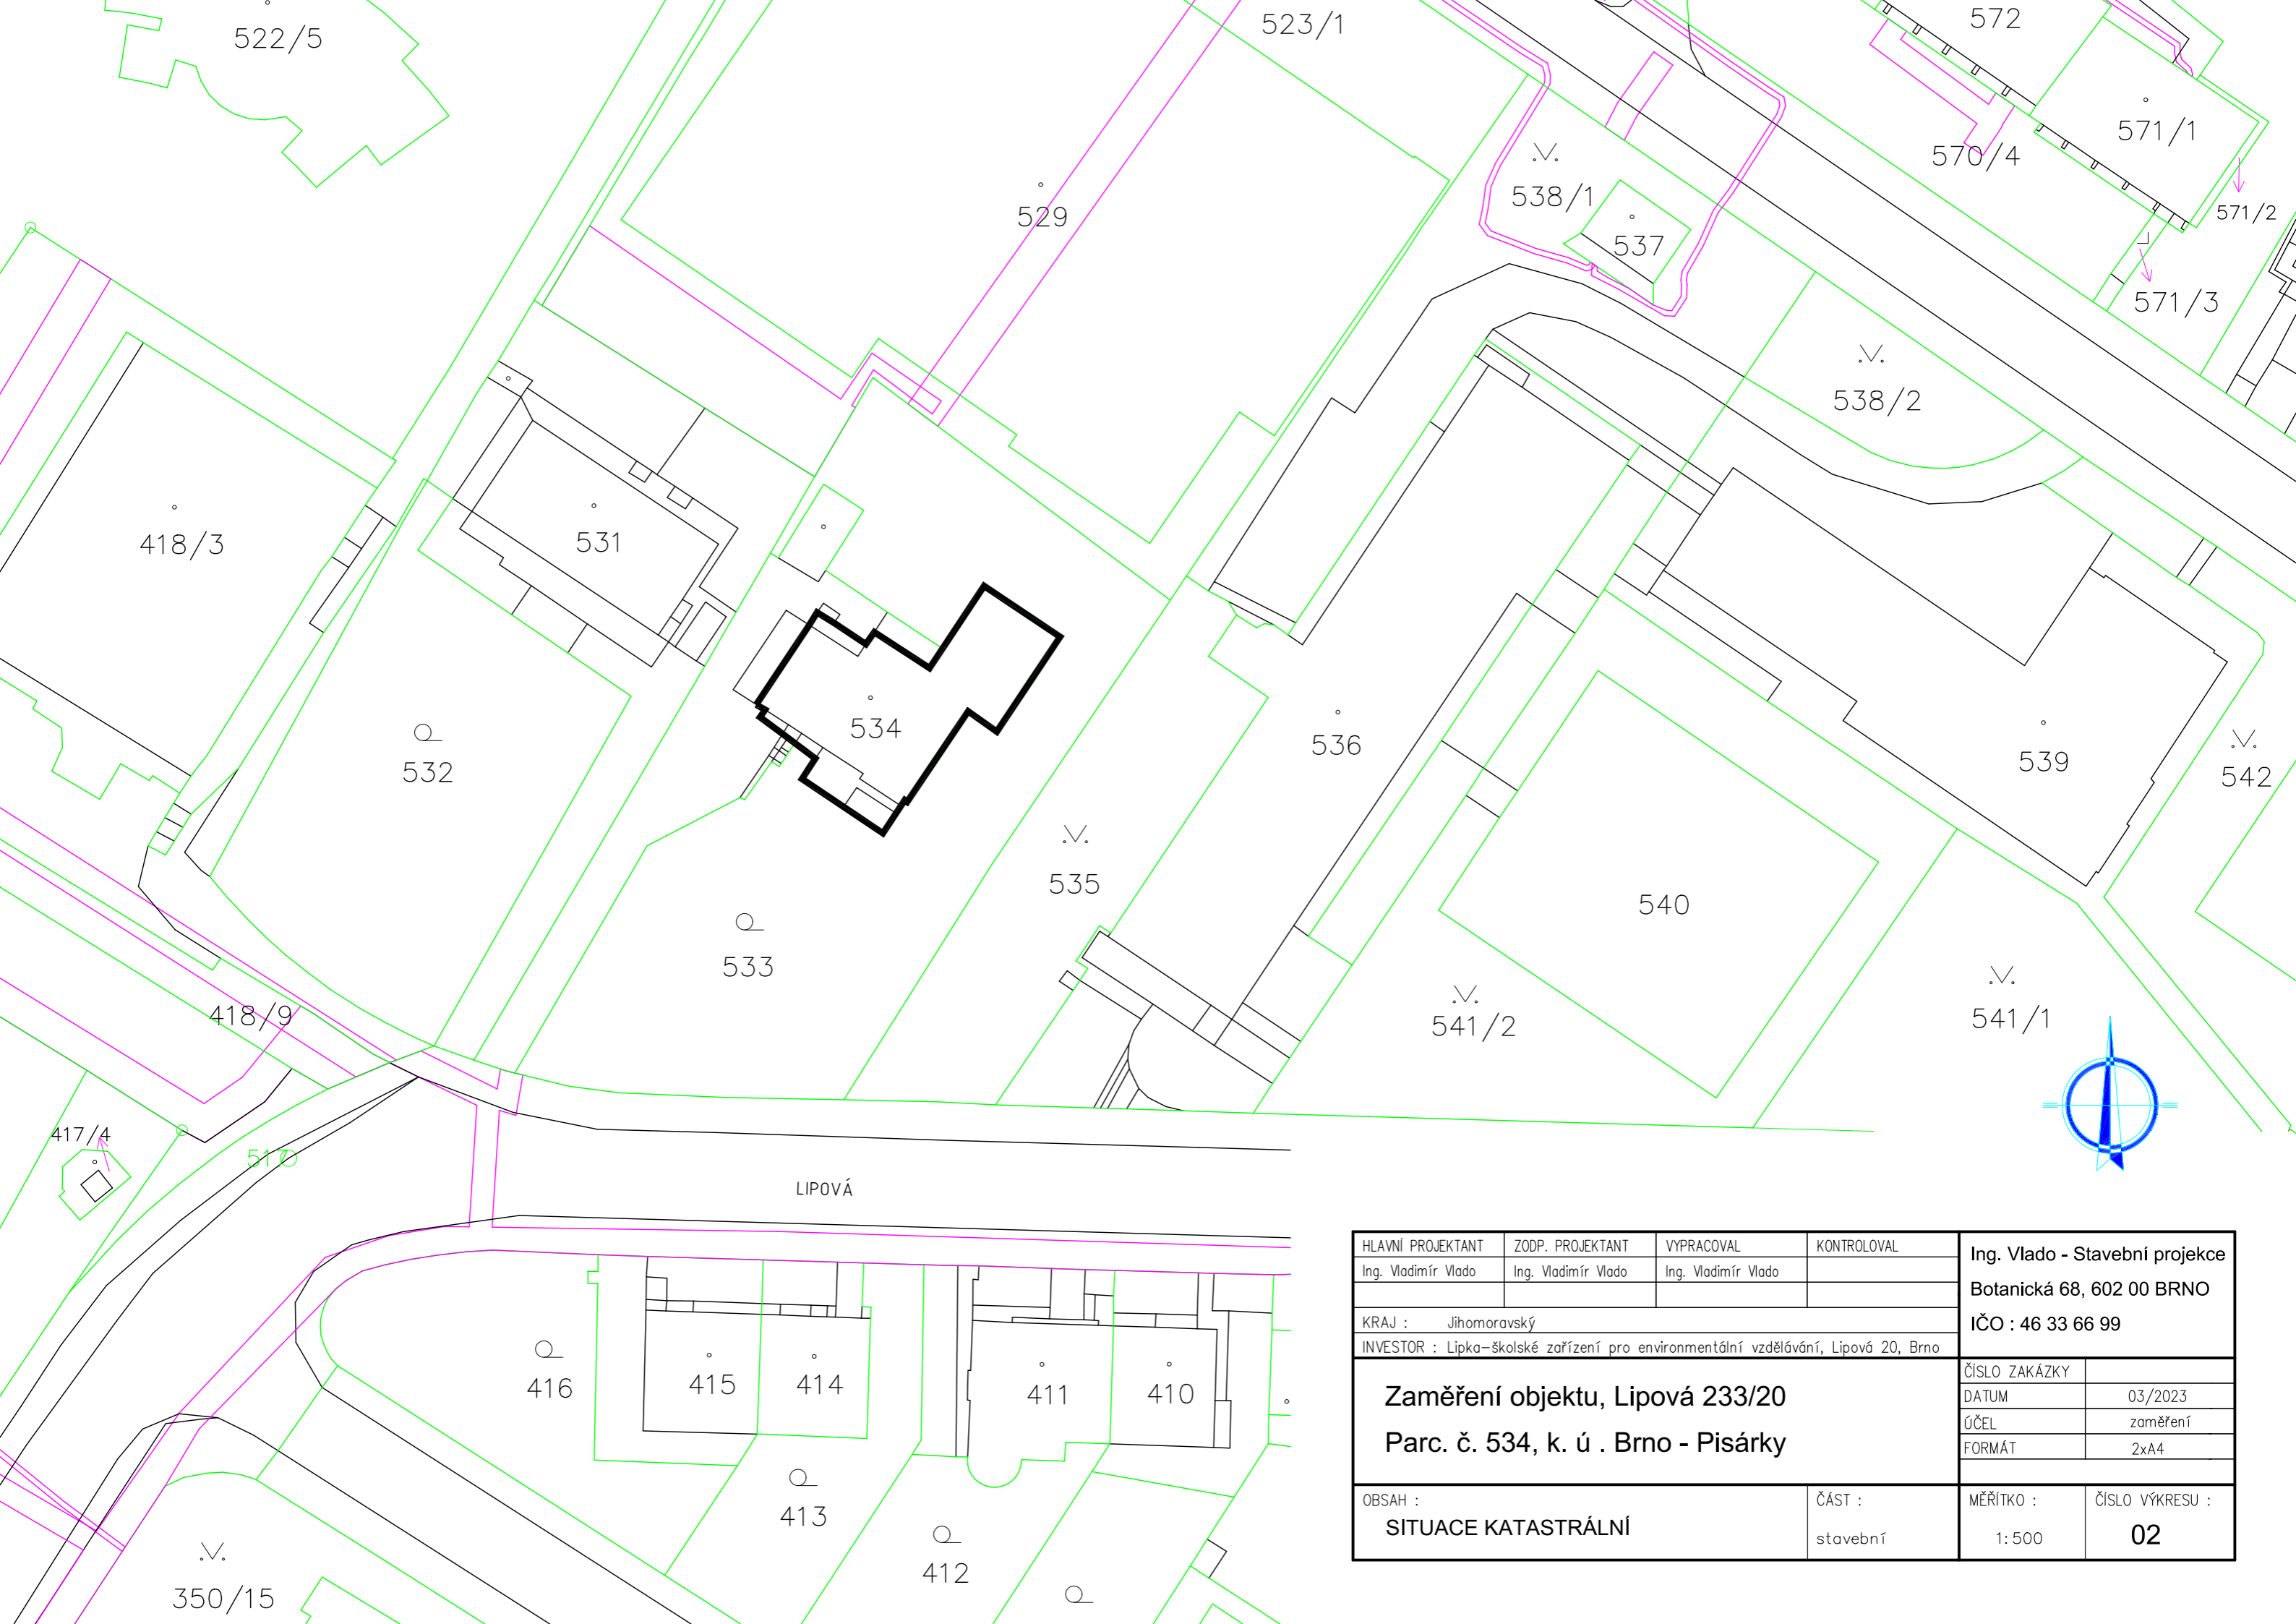 522/5
523/1
572
571/1
570/4
529
538/1
537
571/2
571/3
538/2
418/3
531
534
532
536
539
542
535
540
533
418/9
541/2
541/1
417/4
LIPOVÁ
416
415
414
411
410
413
412
350/15
HLAVNÍ PROJEKTANT ZODP. PROJEKTANT VYPRACOVAL KONTROLOVAL
Ing. Vladimír Vlado Ing. Vladimír Vlado Ing. Vladimír Vlado
KRAJ : Jihomoravský
INVESTOR : Lipka-školské zařízení pro environmentální vzdělávání, Lipová 20, Brno
Ing. Vlado - Stavební projekce
Botanická 68, 602 00 BRNO
IČO : 46 33 66 99
Zaměření objektu, Lipová 233/20
Parc. č. 534, k. ú . Brno - Pisárky
ČÍSLO ZAKÁZKY
DATUM 03/2023
ÚČEL zaměření
FORMÁT 2xA4
OBSAH :
SITUACE KATASTRÁLNÍ
ČÁST :
stavební
MĚŘÍTKO :
1:500
ČÍSLO VÝKRESU :
02